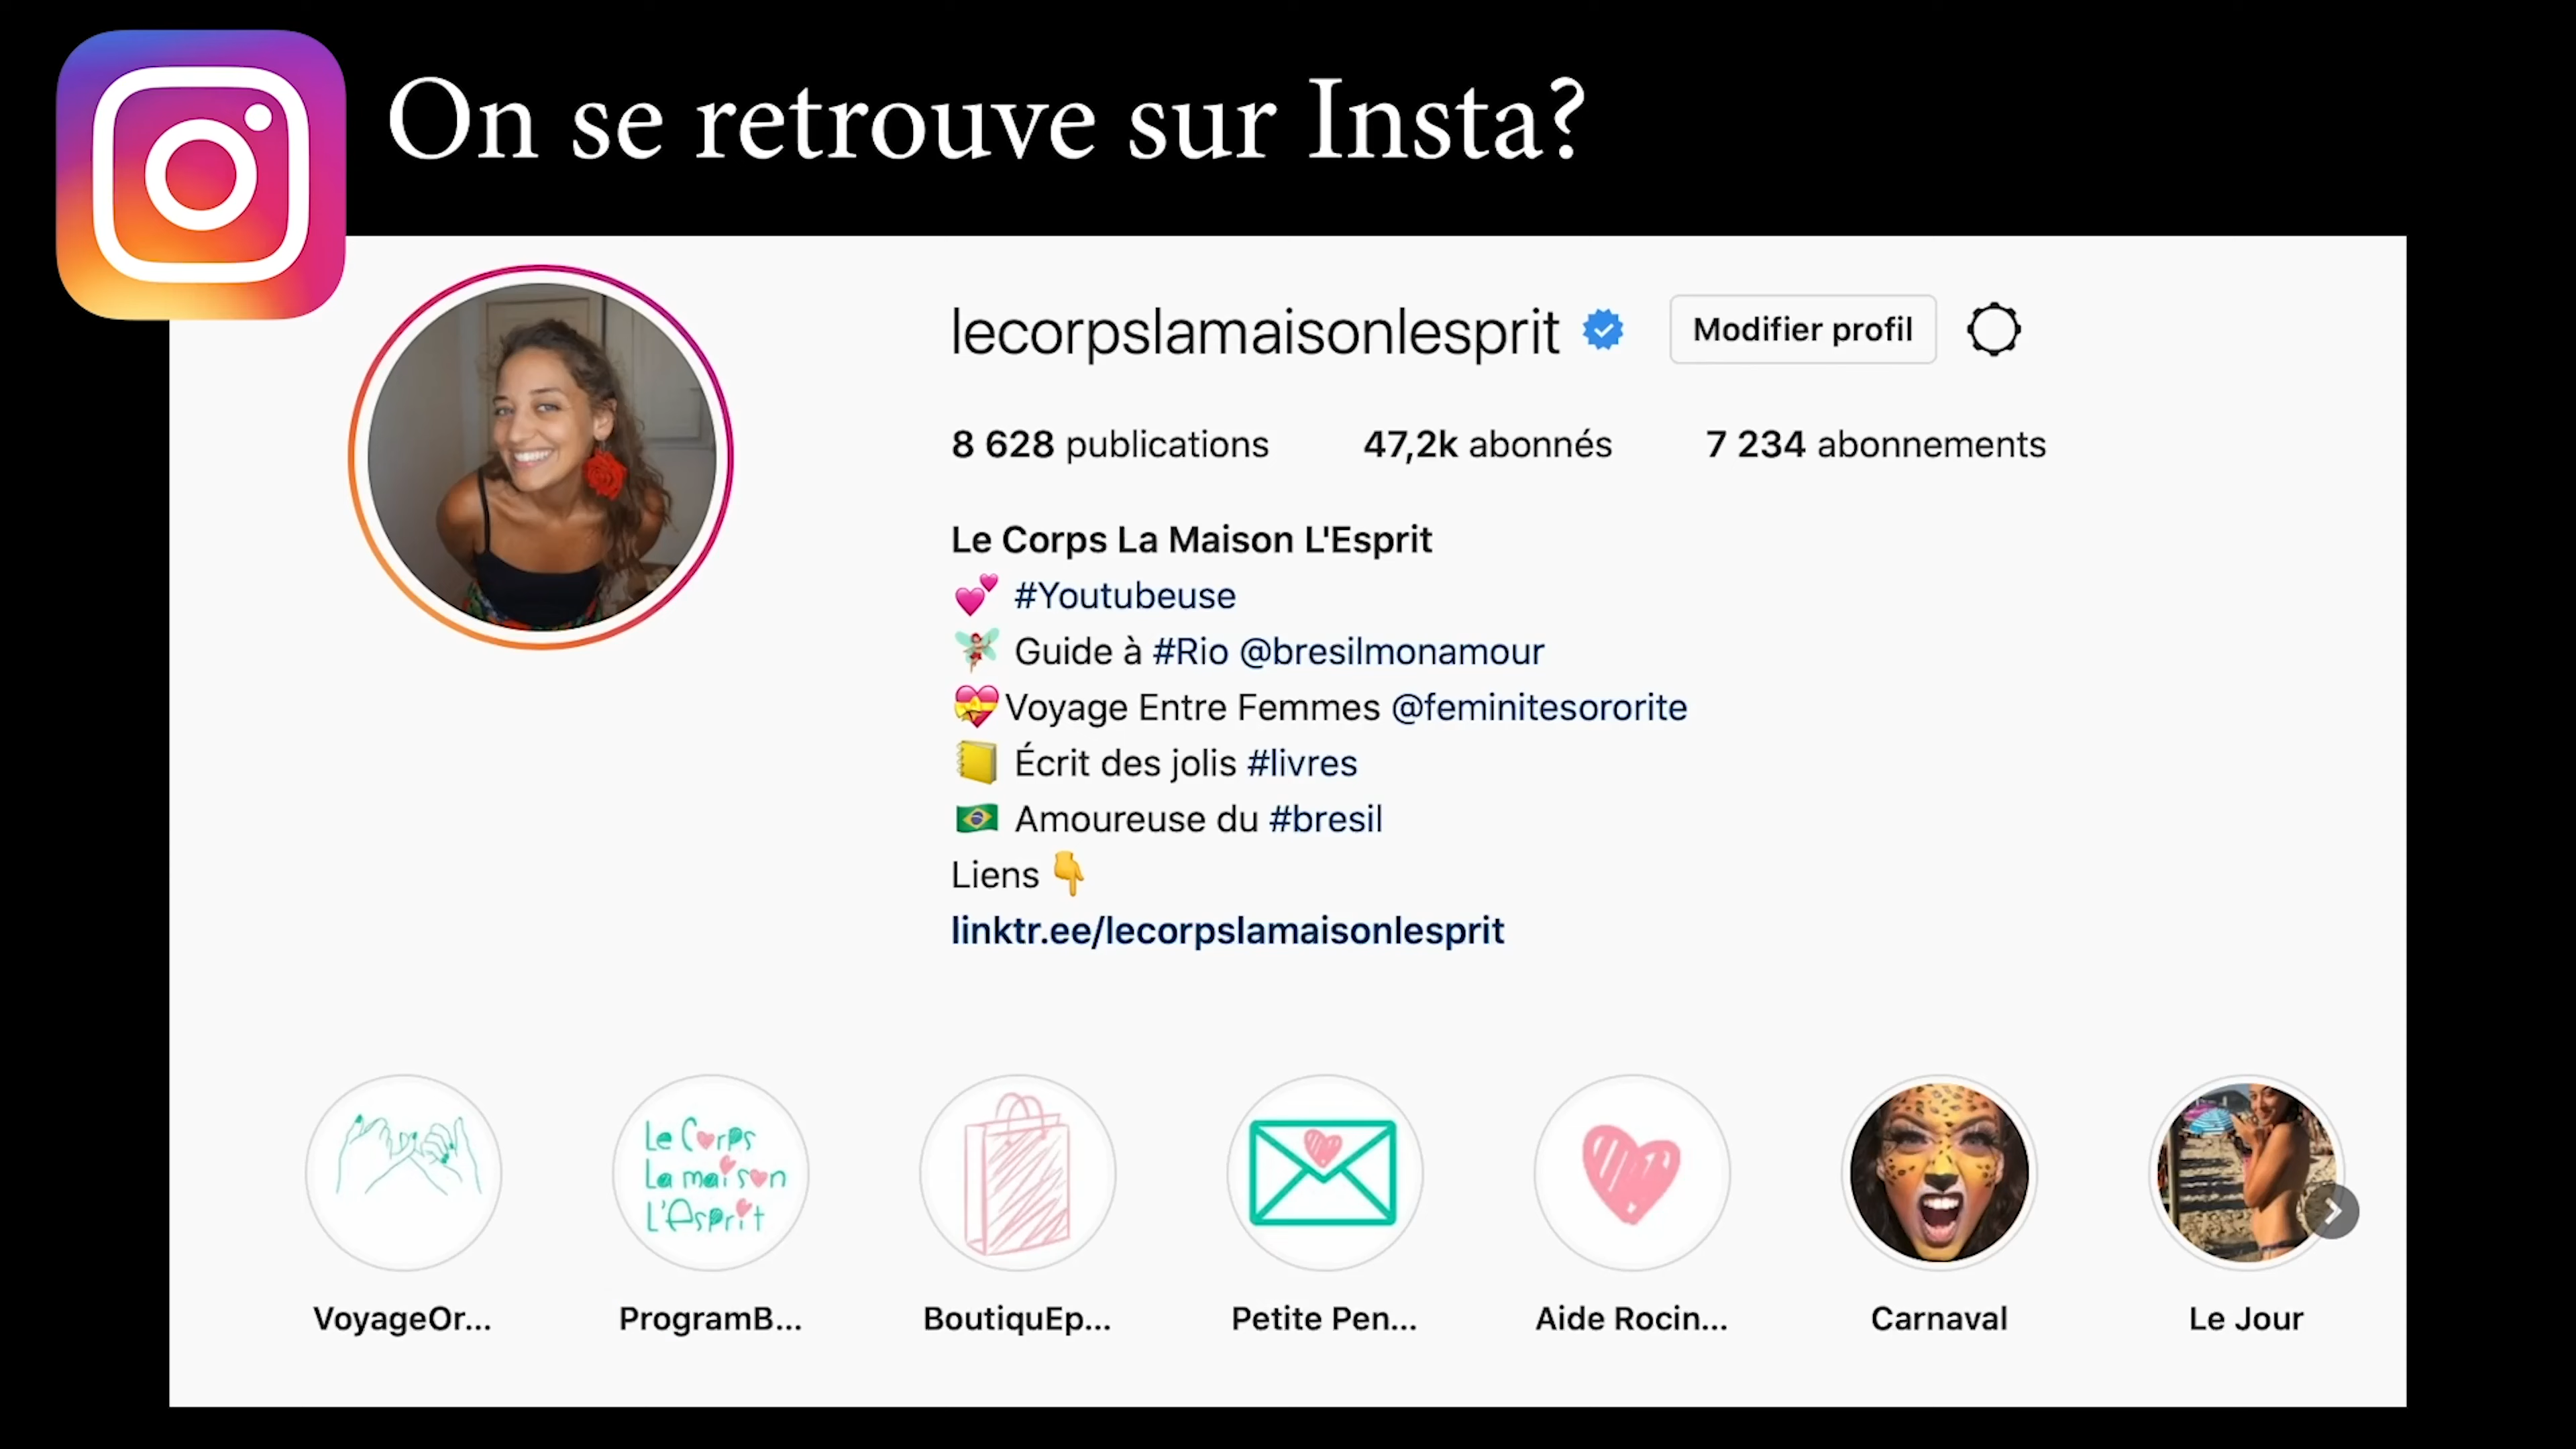 On se retrouve sur Insta?
lecorpslamaisonlesprit Modifier profil
8 628 publications 47,2k abonnés 7 234 abonnements
Le Corps La Maison L'Esprit
#Youtubeuse
Guide à #Rio @bresilmonamour
Voyage Entre Femmes @feminitesororite
Écrit des jolis #livres
Amoureuse du #bresil
Liens
linktr.ee/lecorpslamaisonlesprit
Le Corps
La maison
L'Esprit
VoyageOr... ProgramB... BoutiquEp... Petite Pen... Aide Rocin... Carnaval Le Jour